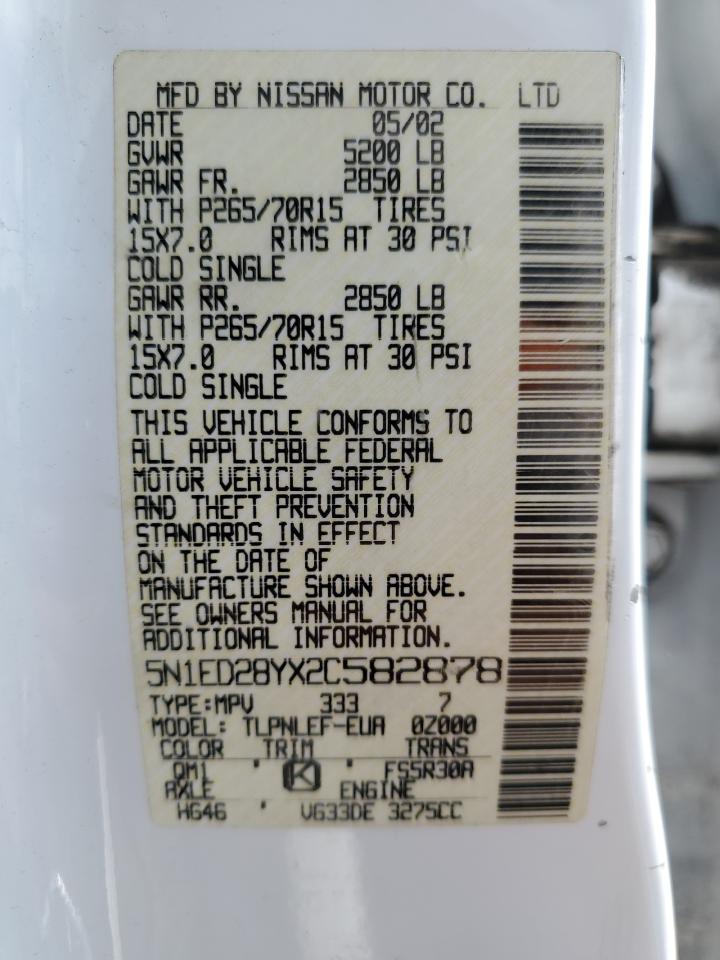 MFD BY NISSAN MOTOR CO. LTD
DATE 05/02
GVWR 5200 LB
GAWR FR. 2850 LB
WITH P265/70R15 TIRES
15X7.0 RIMS AT 30 PSI
COLD SINGLE
GAWR RR. 2850 LB
WITH P265/70R15 TIRES
15X7.0 RIMS AT 30 PSI
COLD SINGLE
THIS VEHICLE CONFORMS TO
ALL APPLICABLE FEDERAL
MOTOR VEHICLE SAFETY
AND THEFT PREVENTION
STANDARDS IN EFFECT
ON THE DATE OF
MANUFACTURE SHOWN ABOVE.
SEE OWNERS MANUAL FOR
ADDITIONAL INFORMATION.
5N1ED28YX2C582878
TYPE:MPV 333 7
MODEL: TLPNLEF-EUA 0Z000
COLOR TRIM TRANS
QM1 ' K ' FS5R30A
AXLE ENGINE
HG46 ' VG33DE 3275CC